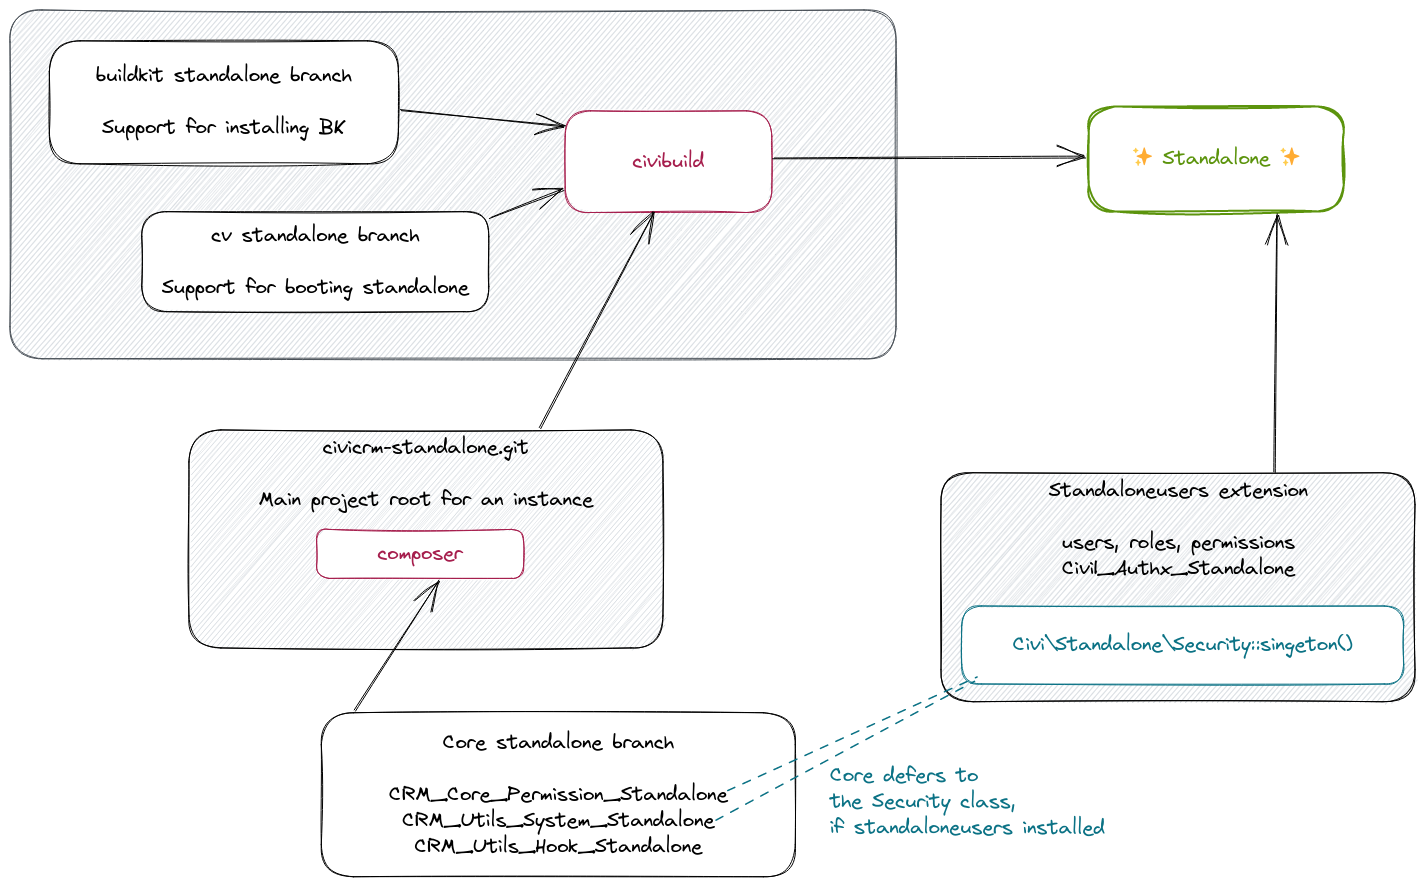 buildkit standalone branch
Support for installing BK
civibuild
✨ Standalone ✨
cv standalone branch
Support for booting standalone
civicrm-standalone.git
Main project root for an instance
composer
Standaloneusers extension
users, roles, permissions
Civil_Authx_Standalone
Civi\Standalone\Security::singeton()
Core standalone branch
CRM_Core_Permission_Standalone
CRM_Utils_System_Standalone
CRM_Utils_Hook_Standalone
Core defers to
the Security class,
if standaloneusers installed